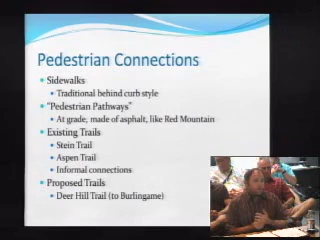 Pedestrian Connections
Sidewalks
Traditional behind curb style
"Pedestrian Pathways"
At grade, made of asphalt, like Red Mountain
Existing Trails
Stein Trail
Aspen Trail
Informal connections
Proposed Trails
Deer Hill Trail (to Burlingame)